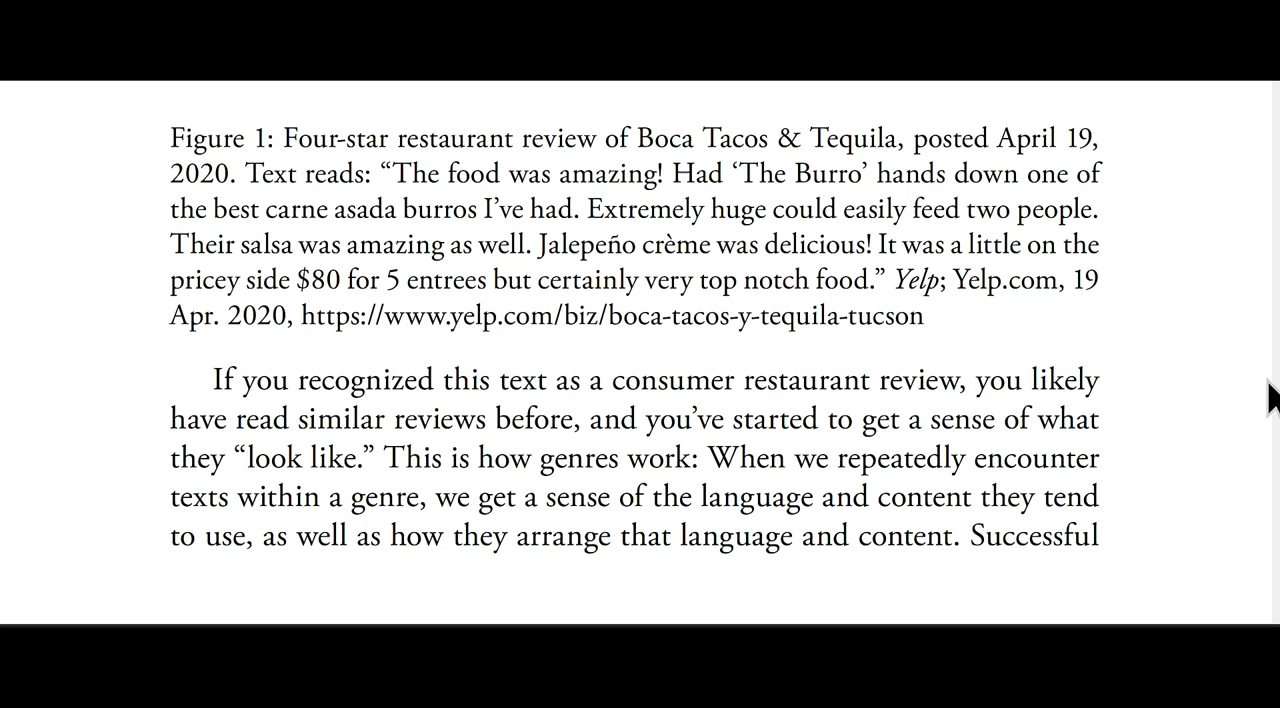 Figure 1: Four-star restaurant review of Boca Tacos & Tequila, posted April 19,
2020. Text reads: “The food was amazing! Had ‘The Burro’ hands down one of
the best carne asada burros I’ve had. Extremely huge could easily feed two people.
Their salsa was amazing as well. Jalepeño crème was delicious! It was a little on the
pricey side $80 for 5 entrees but certainly very top notch food.” Yelp; Yelp.com, 19
Apr. 2020, https://www.yelp.com/biz/boca-tacos-y-tequila-tucson
If you recognized this text as a consumer restaurant review, you likely
have read similar reviews before, and you’ve started to get a sense of what
they “look like.” This is how genres work: When we repeatedly encounter
texts within a genre, we get a sense of the language and content they tend
to use, as well as how they arrange that language and content. Successful